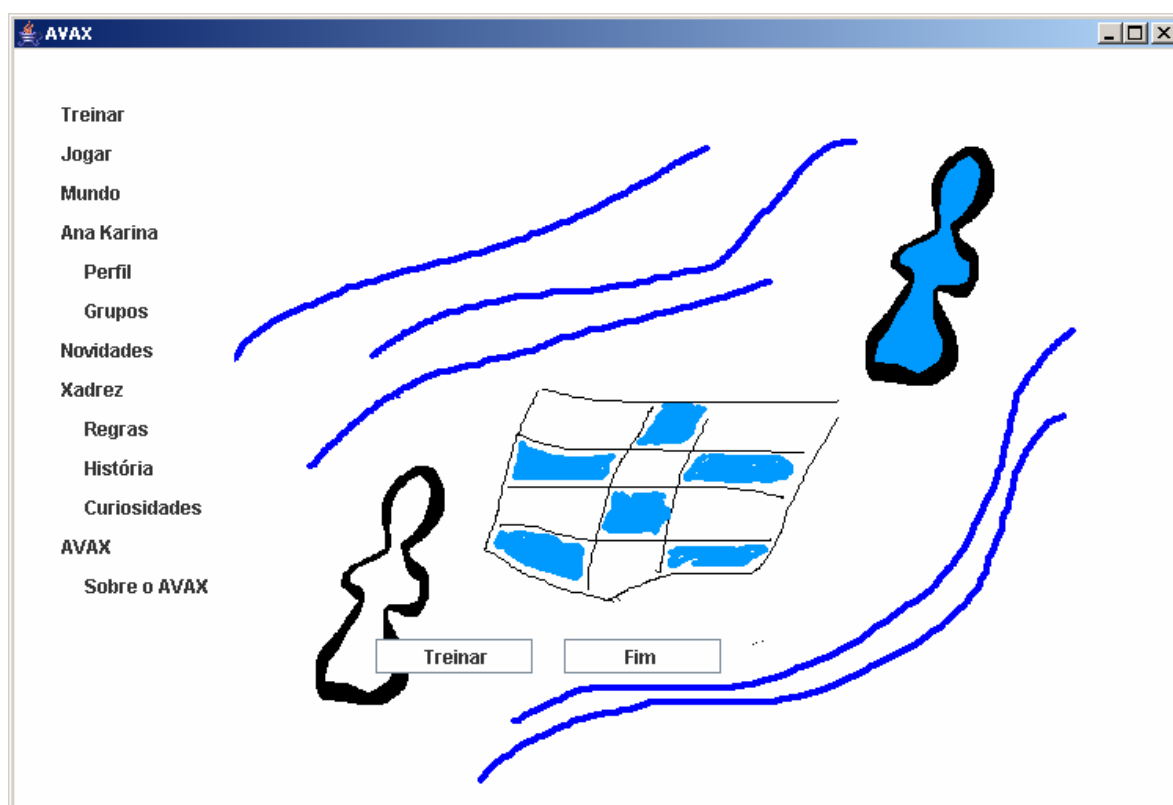 AVAX
Treinar
Jogar
Mundo
Ana Karina
Perfil
Grupos
Novidades
Xadrez
Regras
História
Curiosidades
AVAX
Sobre o AVAX
Treinar
Fim